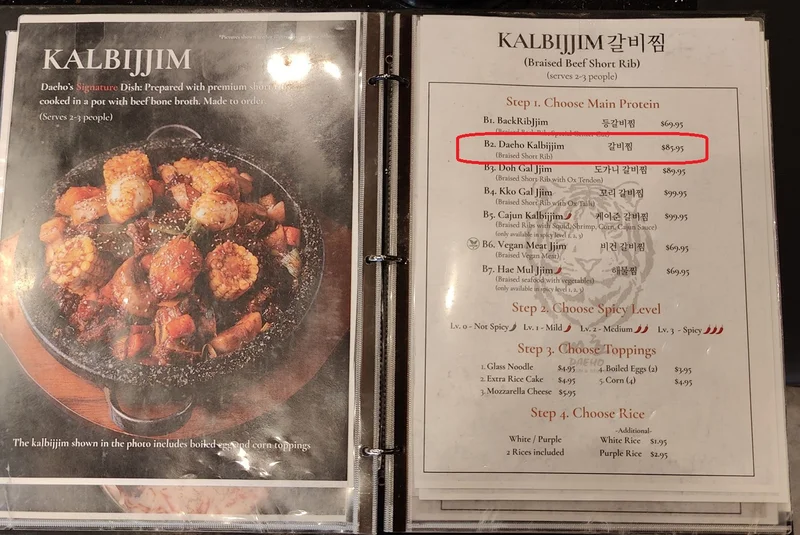 KALBIJJIM
Daeho's Signature Dish: Prepared with premium short
cooked in a pot with beef bone broth. Made to order.
(Serves 2-3 people)
The kalbijjim shown in the photo includes boiled egg and corn toppings
KALBIJJIM 갈비찜
(Braised Beef Short Rib)
(serves 2-3 people)
Step 1. Choose Main Protein
B1. BackRibJjim 등갈비찜 $69.95
B2. Daeho Kalbijjim 갈비찜 $85.95
(Braised Short Rib)
B3. Doh Gal Jjim 도가니 갈비찜 $89.95
(Braised Short Rib with Ox Tendon)
B4. Kko Gal Jjim 꼬리 갈비찜 $99.95
(Braised Short Rib with Ox Tail)
B5. Cajun Kalbijjim 케이준 갈비찜 $99.95
(Braised Ribs with Squid, Shrimp, Corn, Cajun Sauce)
(only available in spicy level 1, 2, 3)
B6. Vegan Meat Jjim 비건 갈비찜 $69.95
(Braised Vegan Meat)
B7. Hae Mul Jjim 해물찜 $69.95
(Braised seafood with vegetables)
(only available in spicy level 1, 2, 3)
Step 2. Choose Spicy Level
Lv. 0 - Not Spicy Lv. 1 - Mild Lv. 2 - Medium Lv. 3 - Spicy
Step 3. Choose Toppings
1. Glass Noodle $4.95 4. Boiled Eggs (2) $3.95
2. Extra Rice Cake $4.95 5. Corn (4) $4.95
3. Mozzarella Cheese $5.95
DAEHO
Step 4. Choose Rice
-Additional-
White / Purple White Rice $1.95
2 Rices included Purple Rice $2.95